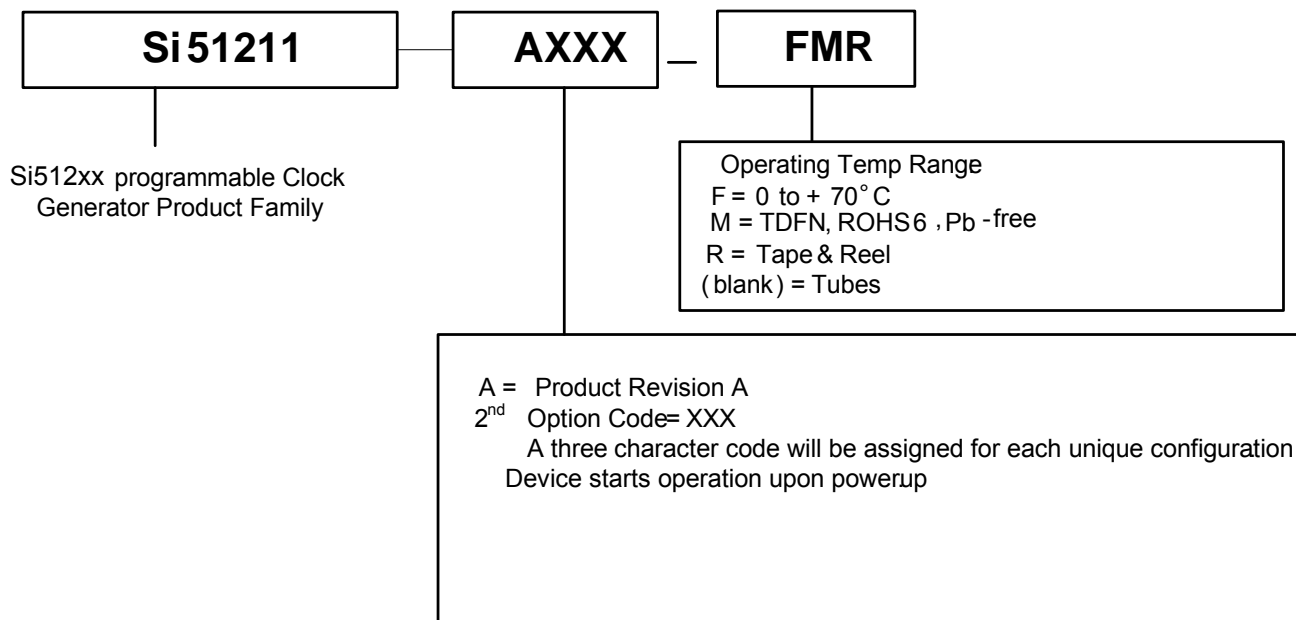 Si51211 AXXX – FMR
Si512xx programmable Clock
Generator Product Family
Operating Temp Range
F = 0 to + 70°C
M = TDFN, ROHS6 , Pb -free
R = Tape & Reel
(blank) = Tubes
A = Product Revision A
2nd Option Code= XXX
A three character code will be assigned for each unique configuration
Device starts operation upon powerup